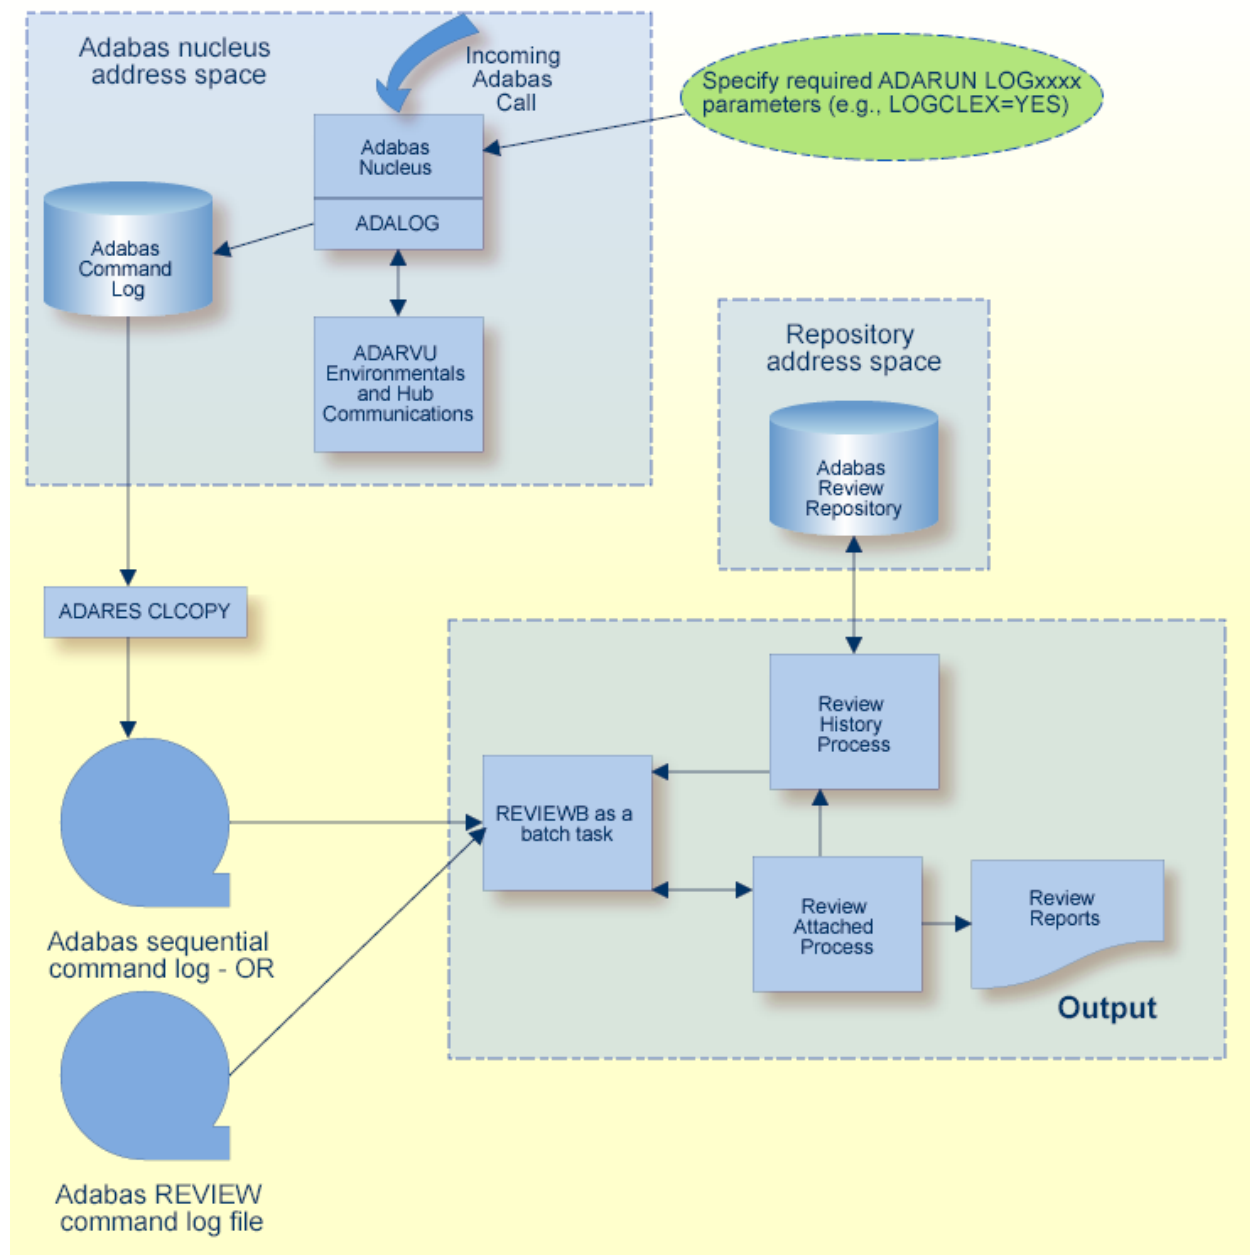 Adabas nucleus
address space
Incoming
Adabas
Call
Specify required ADARUN LOGxxxx
parameters (e.g., LOGCLEX=YES)
Adabas
Nucleus
ADALOG
Adabas
Command
Log
ADARVU
Environmentals
and Hub
Communications
Repository
address space
Adabas
Review
Repository
ADARES CLCOPY
Review
History
Process
REVIEWB as a
batch task
Review
Attached
Process
Review
Reports
Output
Adabas sequential
command log - OR
Adabas REVIEW
command log file